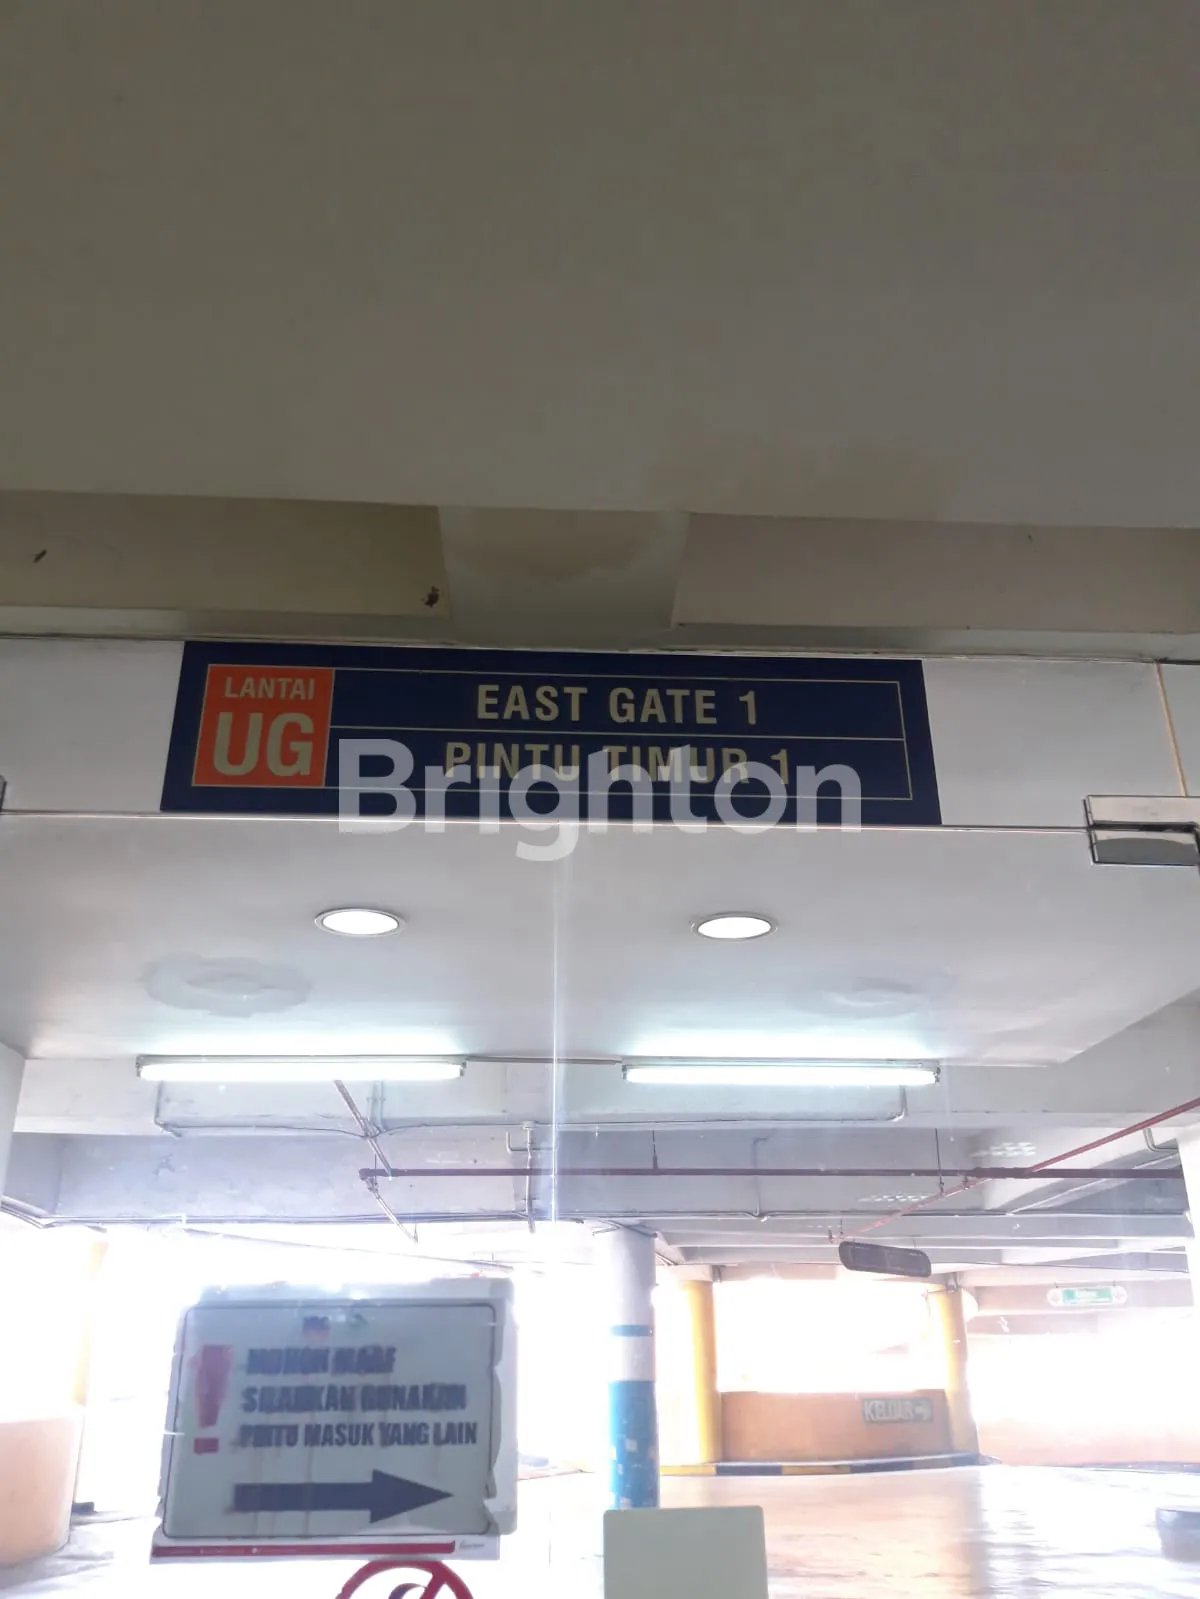 LANTAI
UG
EAST GATE 1
PINTU TIMUR 1
Brighton
!
MOHON MAAF
SILAHKAN GUNAKAN
PINTU MASUK YANG LAIN
KELUAR